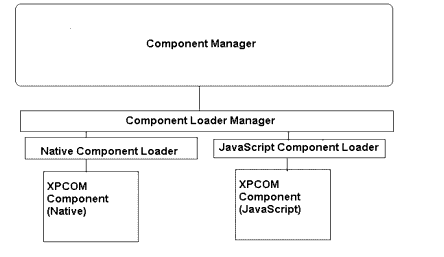 Component Manager
Component Loader Manager
Native Component Loader
JavaScript Component Loader
XPCOM
Component
(Native)
XPCOM
Component
(JavaScript)